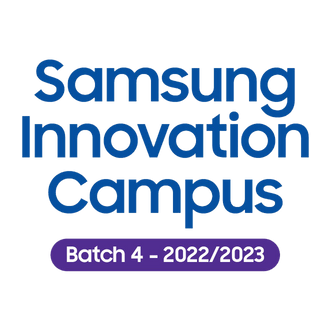 Samsung
Innovation
Campus
Batch 4 - 2022/2023